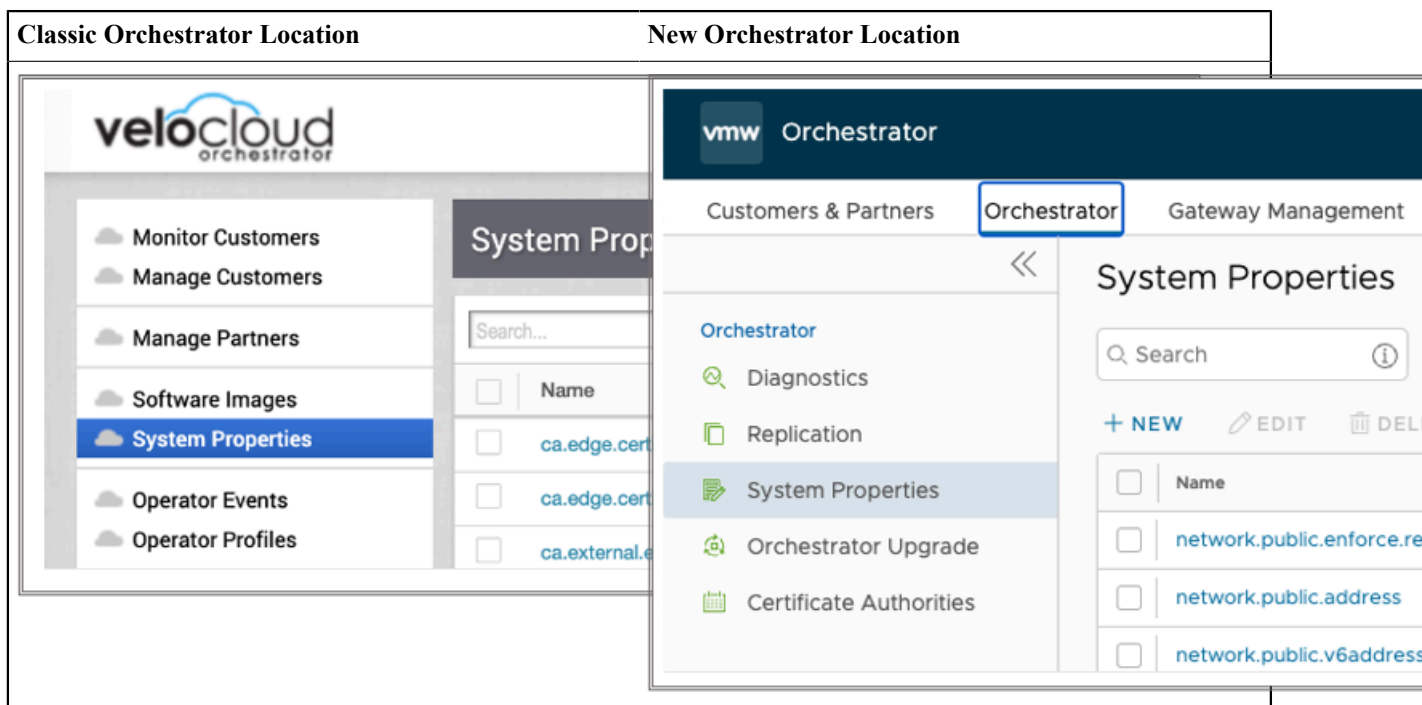 Classic Orchestrator Location
New Orchestrator Location
velocloud
orchestrator
Monitor Customers
Manage Customers
Manage Partners
Software Images
System Properties
Operator Events
Operator Profiles
System Prop
Search...
Name
ca.edge.cert
ca.edge.cert
ca.external.e
vmw Orchestrator
Customers & Partners Orchestrator Gateway Management
Orchestrator
Diagnostics
Replication
System Properties
Orchestrator Upgrade
Certificate Authorities
System Properties
Search
+ NEW EDIT DEL
Name
network.public.enforce.re
network.public.address
network.public.v6address